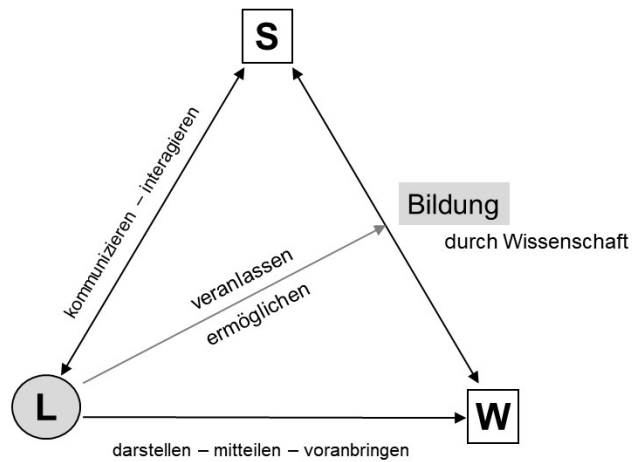 S
kommunizieren – interagieren
Bildung
durch Wissenschaft
veranlassen
ermöglichen
L
W
darstellen – mitteilen – voranbringen